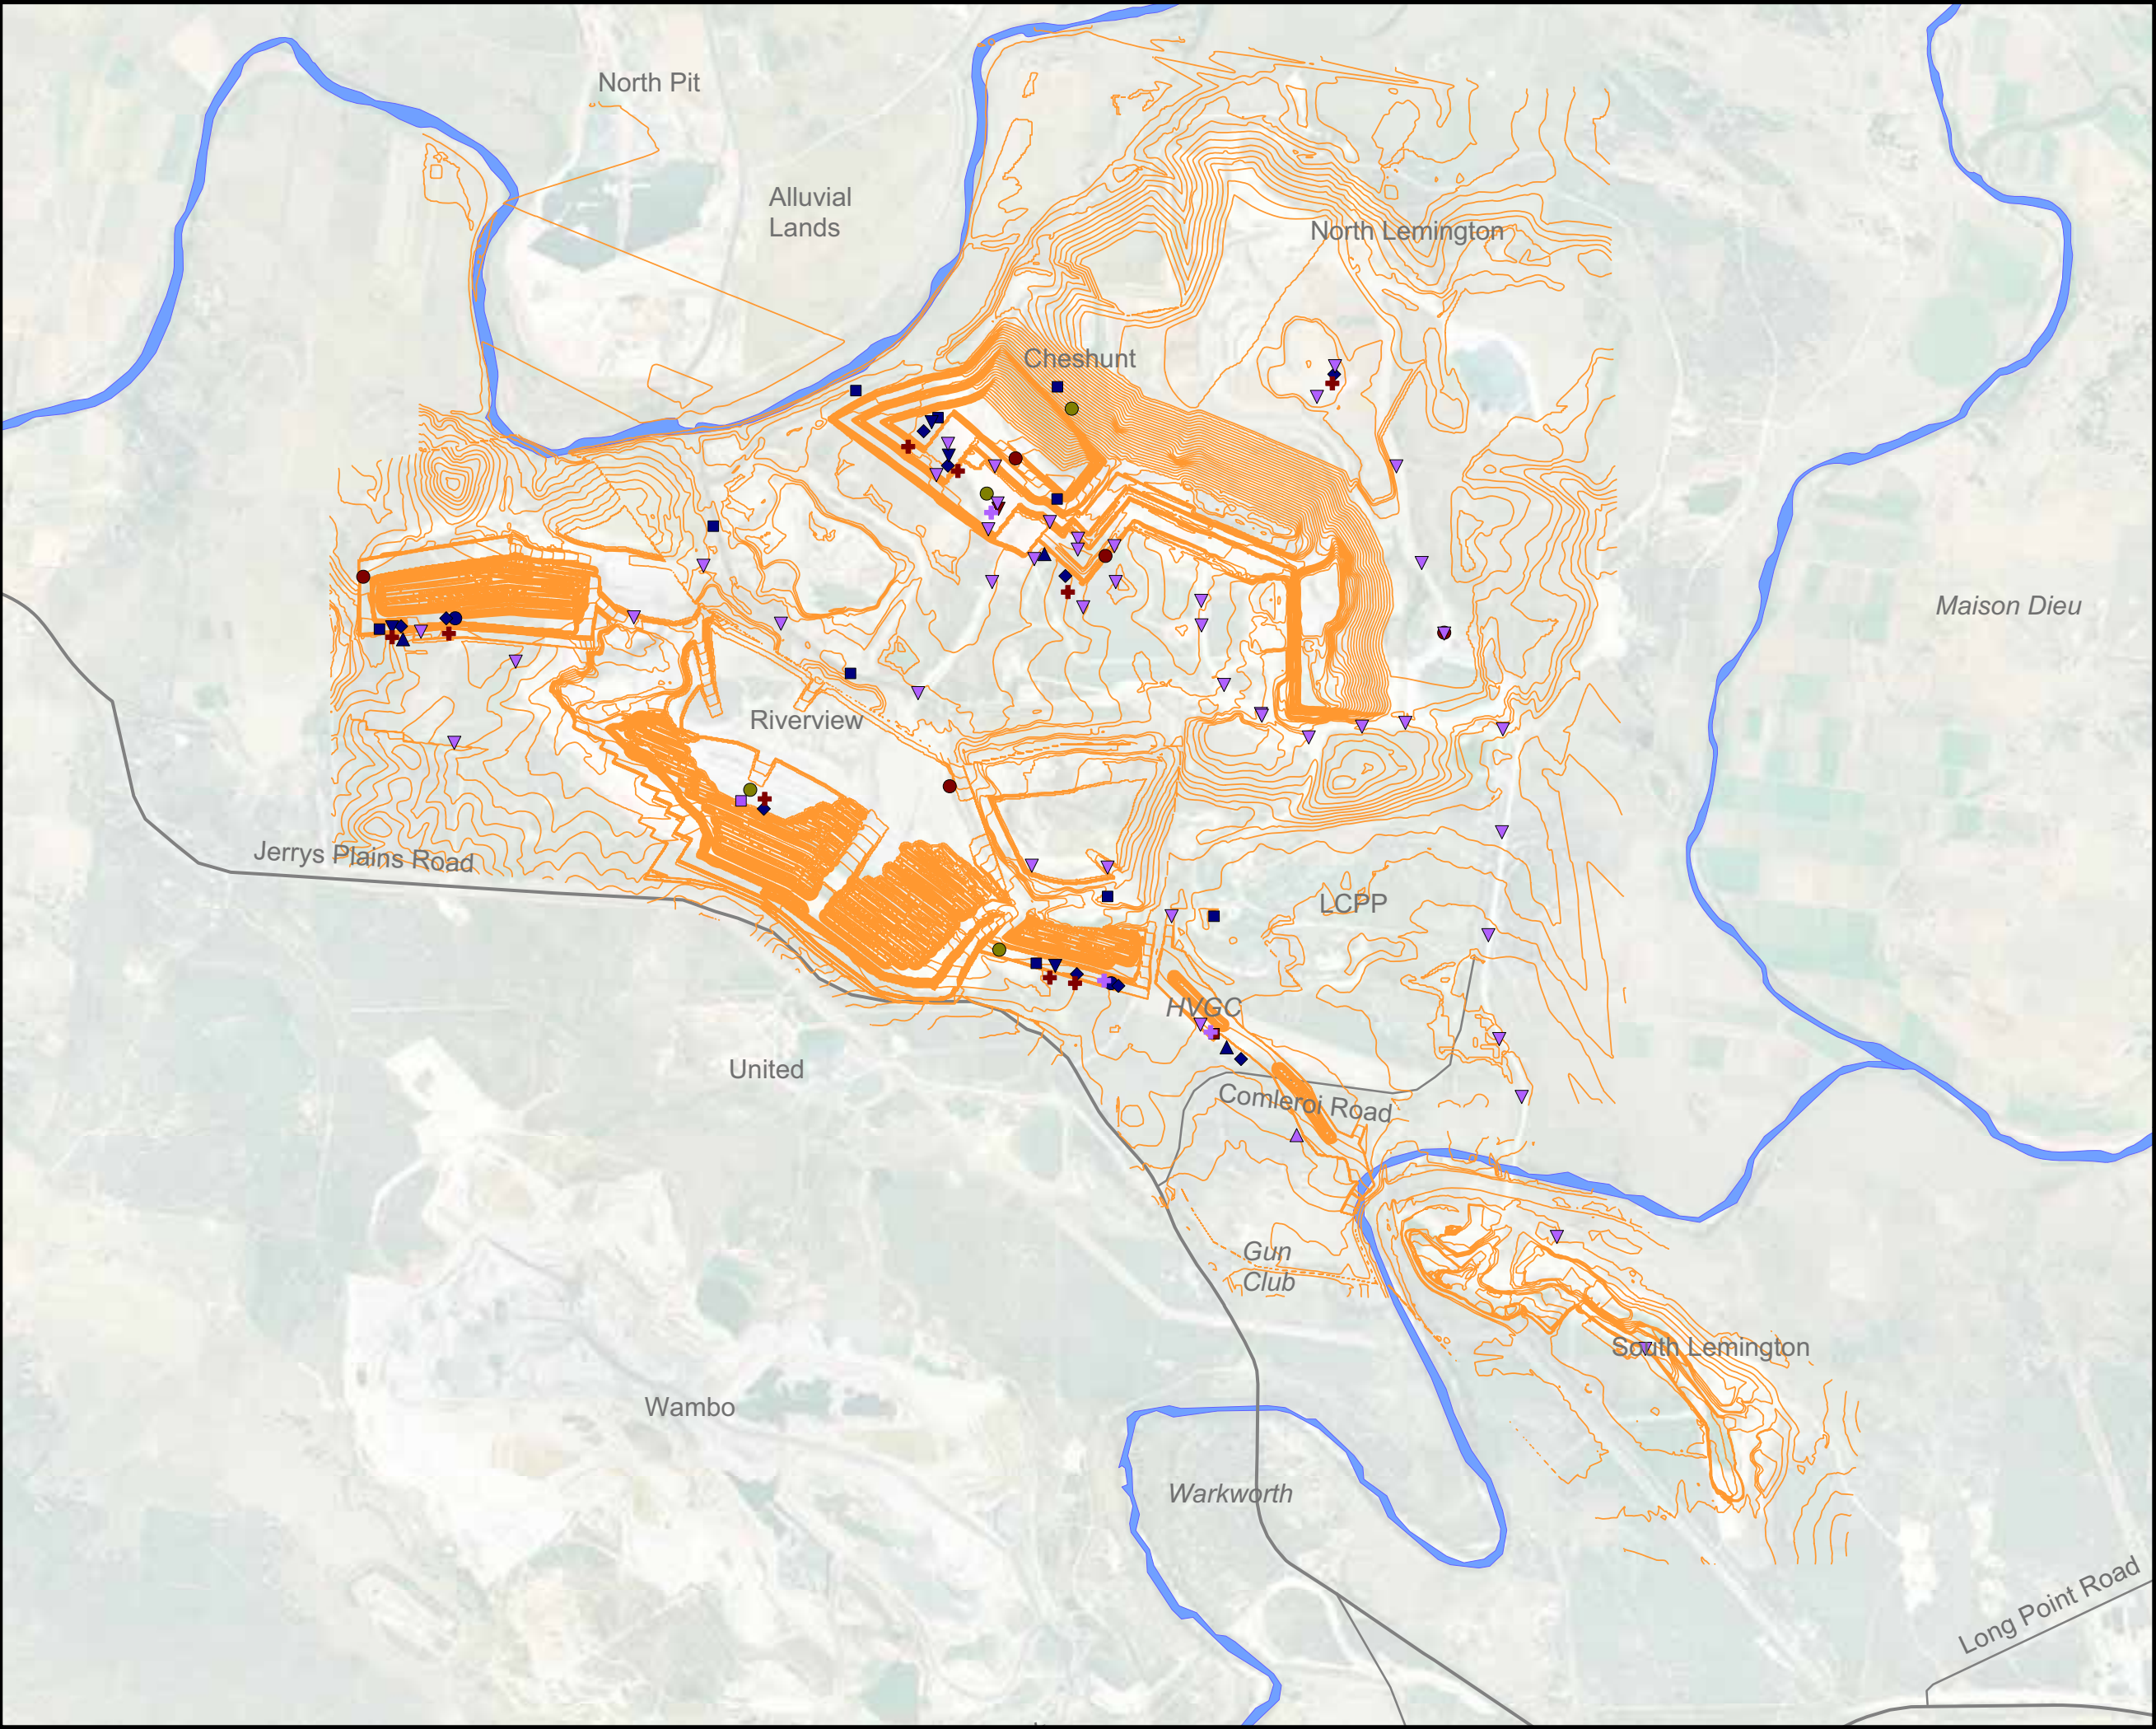 North Pit
Alluvial
Lands
North Lemington
Cheshunt
Maison Dieu
Riverview
Jerrys Plains Road
LCPP
HVGC
United
Comleroi Road
Gun
Club
South Lemington
Wambo
Warkworth
Long Point Road